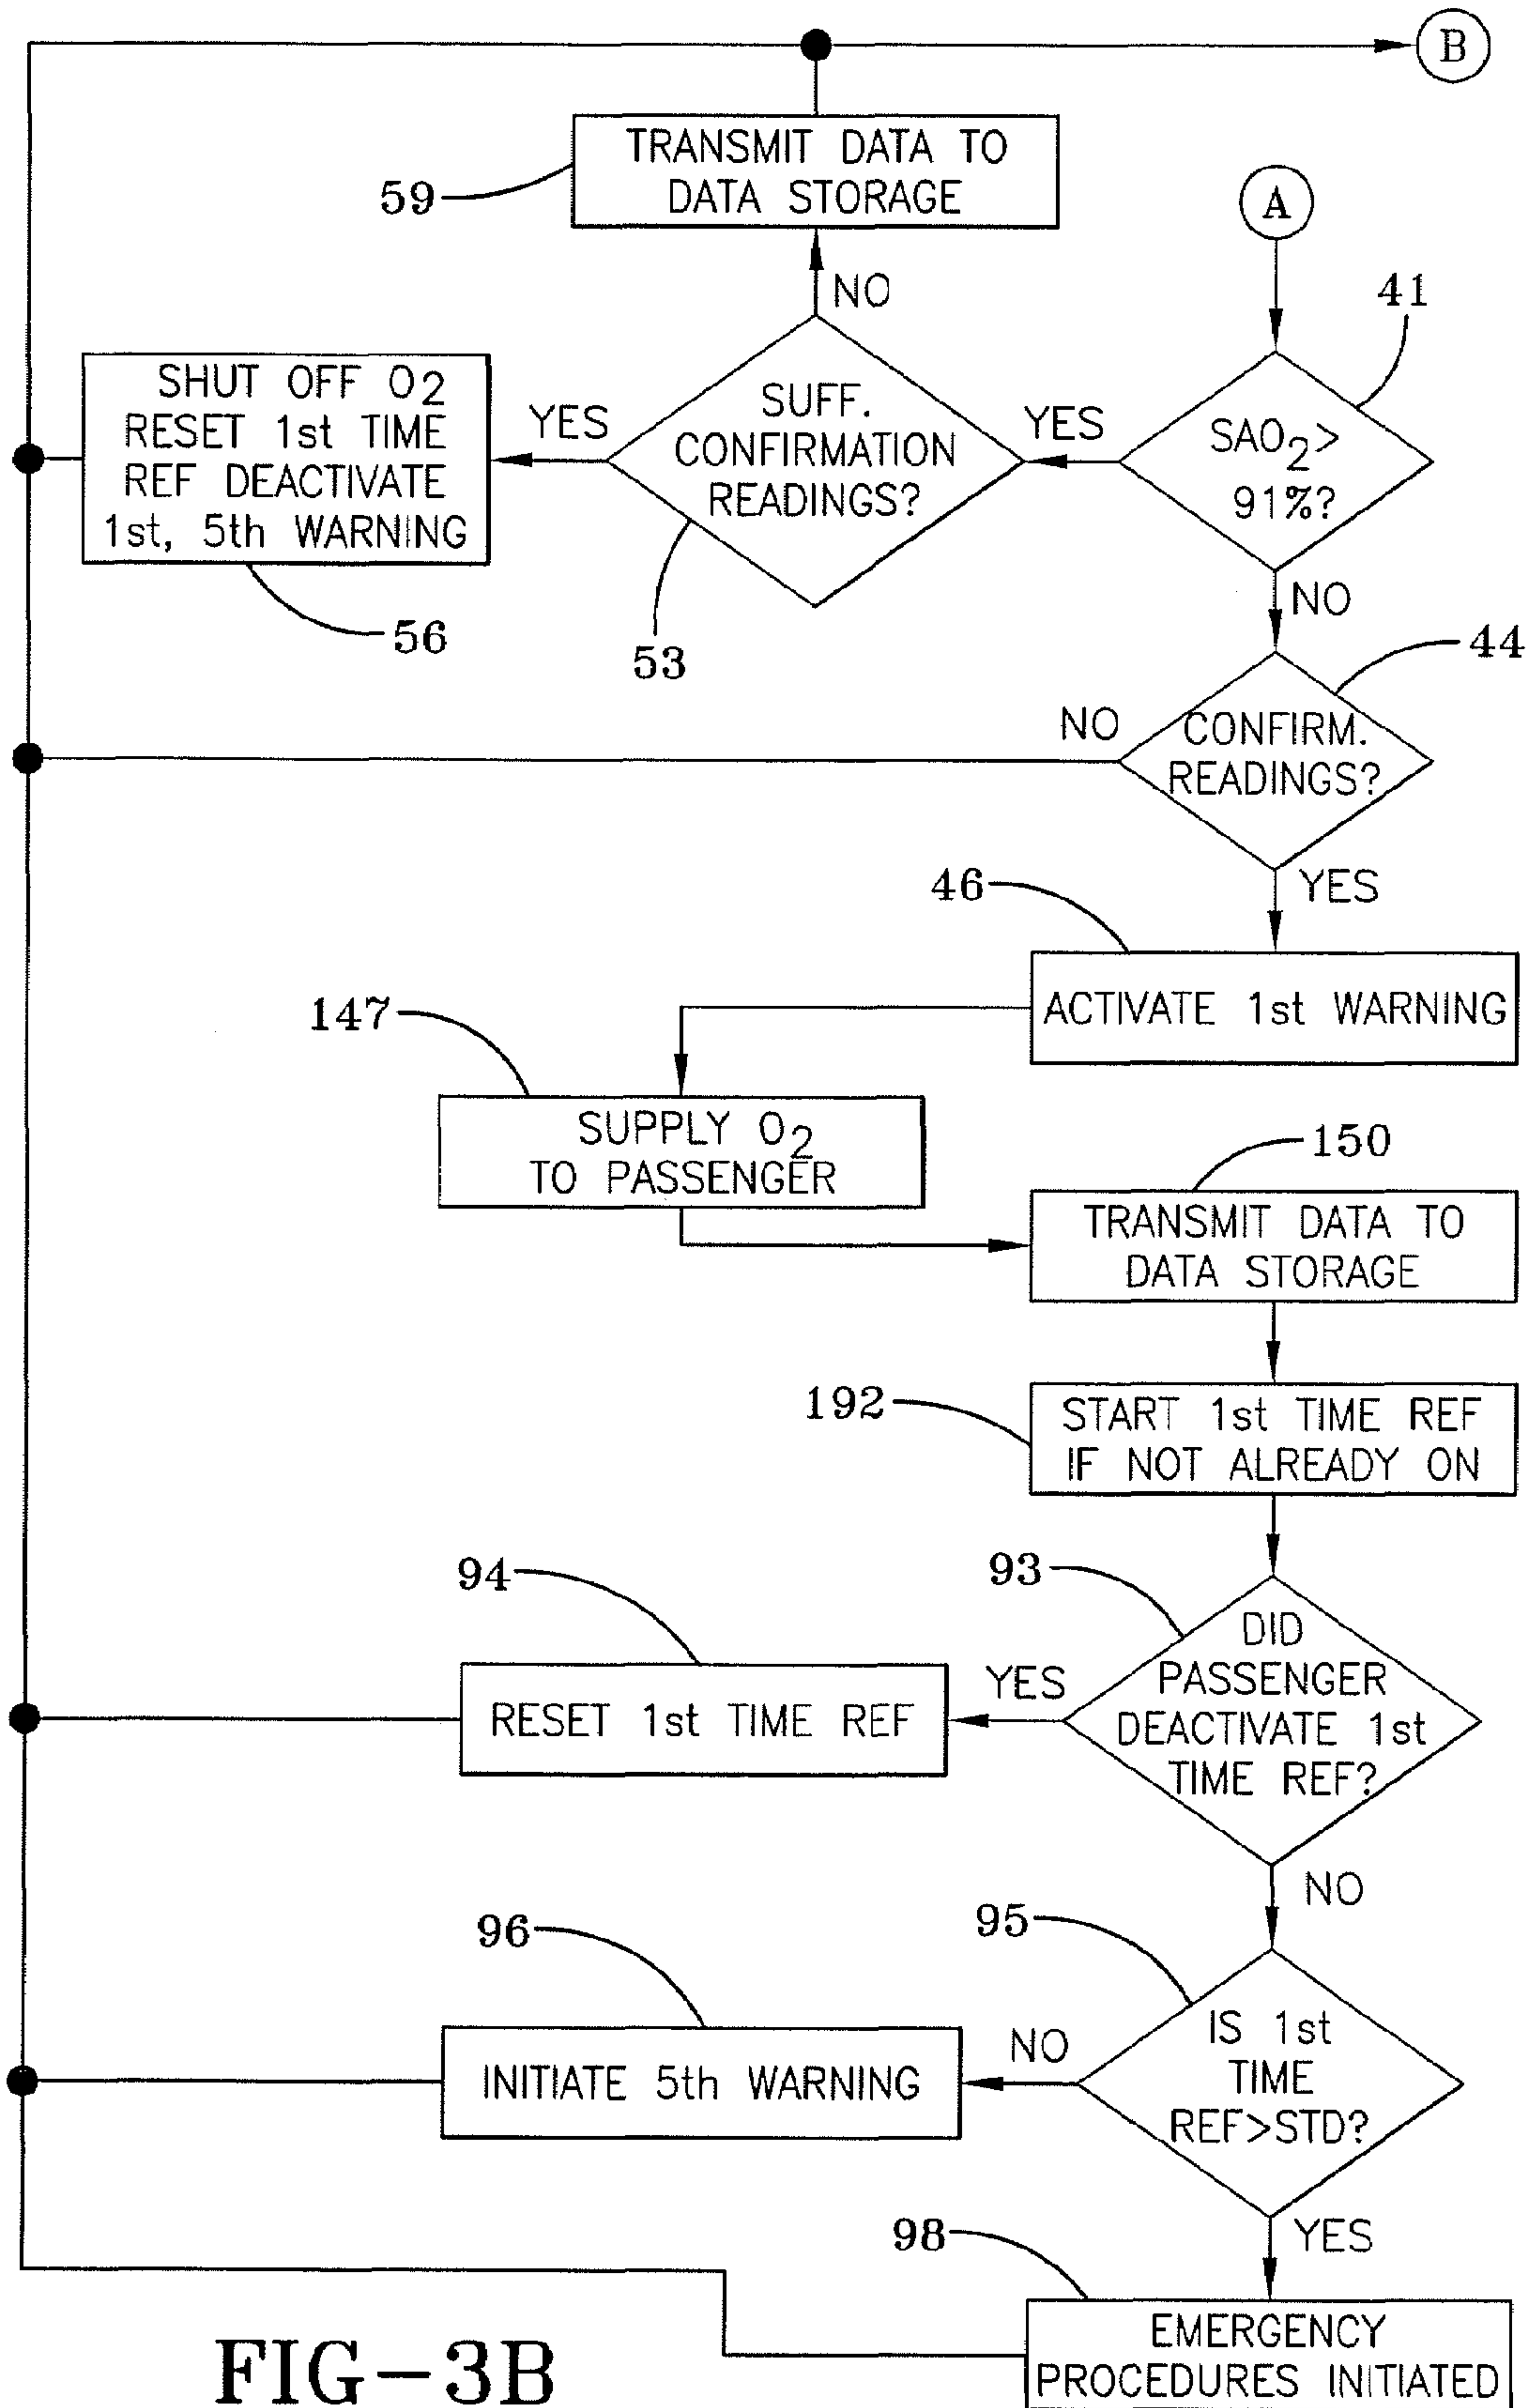 B
TRANSMIT DATA TO
DATA STORAGE
59
A
NO
41
SHUT OFF O2
RESET 1st TIME
REF DEACTIVATE
1st, 5th WARNING
YES
SUFF.
CONFIRMATION
READINGS?
YES
SAO2>
91%?
56
53
NO
44
NO
CONFIRM.
READINGS?
YES
46
ACTIVATE 1st WARNING
147
SUPPLY O2
TO PASSENGER
150
TRANSMIT DATA TO
DATA STORAGE
192
START 1st TIME REF
IF NOT ALREADY ON
94
93
RESET 1st TIME REF
YES
DID
PASSENGER
DEACTIVATE 1st
TIME REF?
NO
96
95
INITIATE 5th WARNING
NO
IS 1st
TIME
REF>STD?
YES
98
EMERGENCY
PROCEDURES INITIATED
FIG-3B